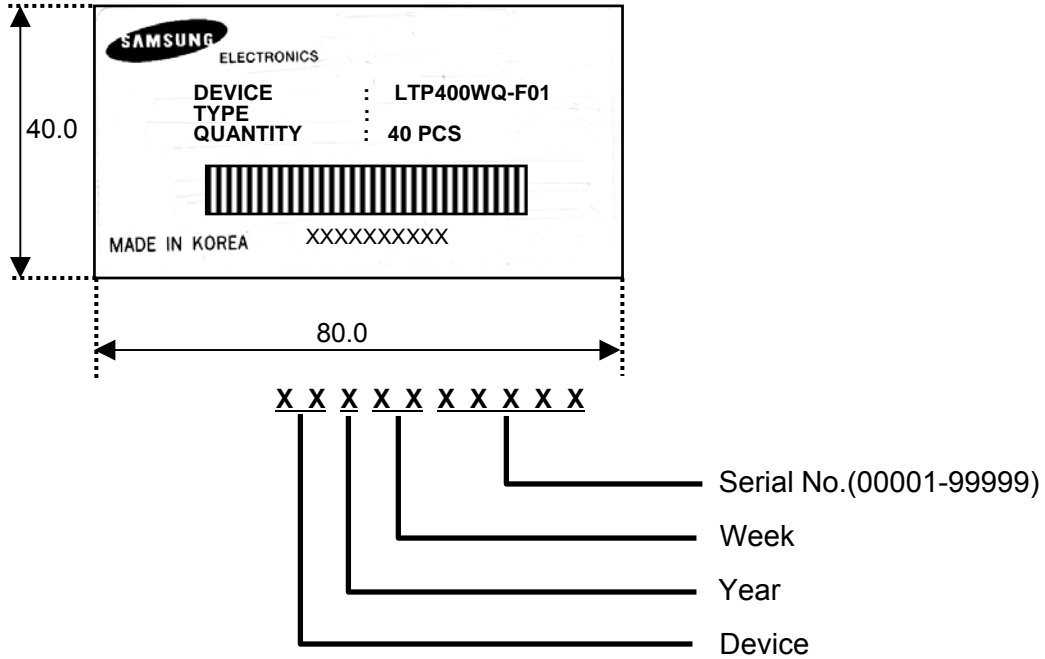 SAMSUNG
ELECTRONICS
DEVICE : LTP400WQ-F01
TYPE :
QUANTITY : 40 PCS
40.0
XXXXXXXXXX
MADE IN KOREA
80.0
X X X X X X X X X X
Serial No.(00001-99999)
Week
Year
Device